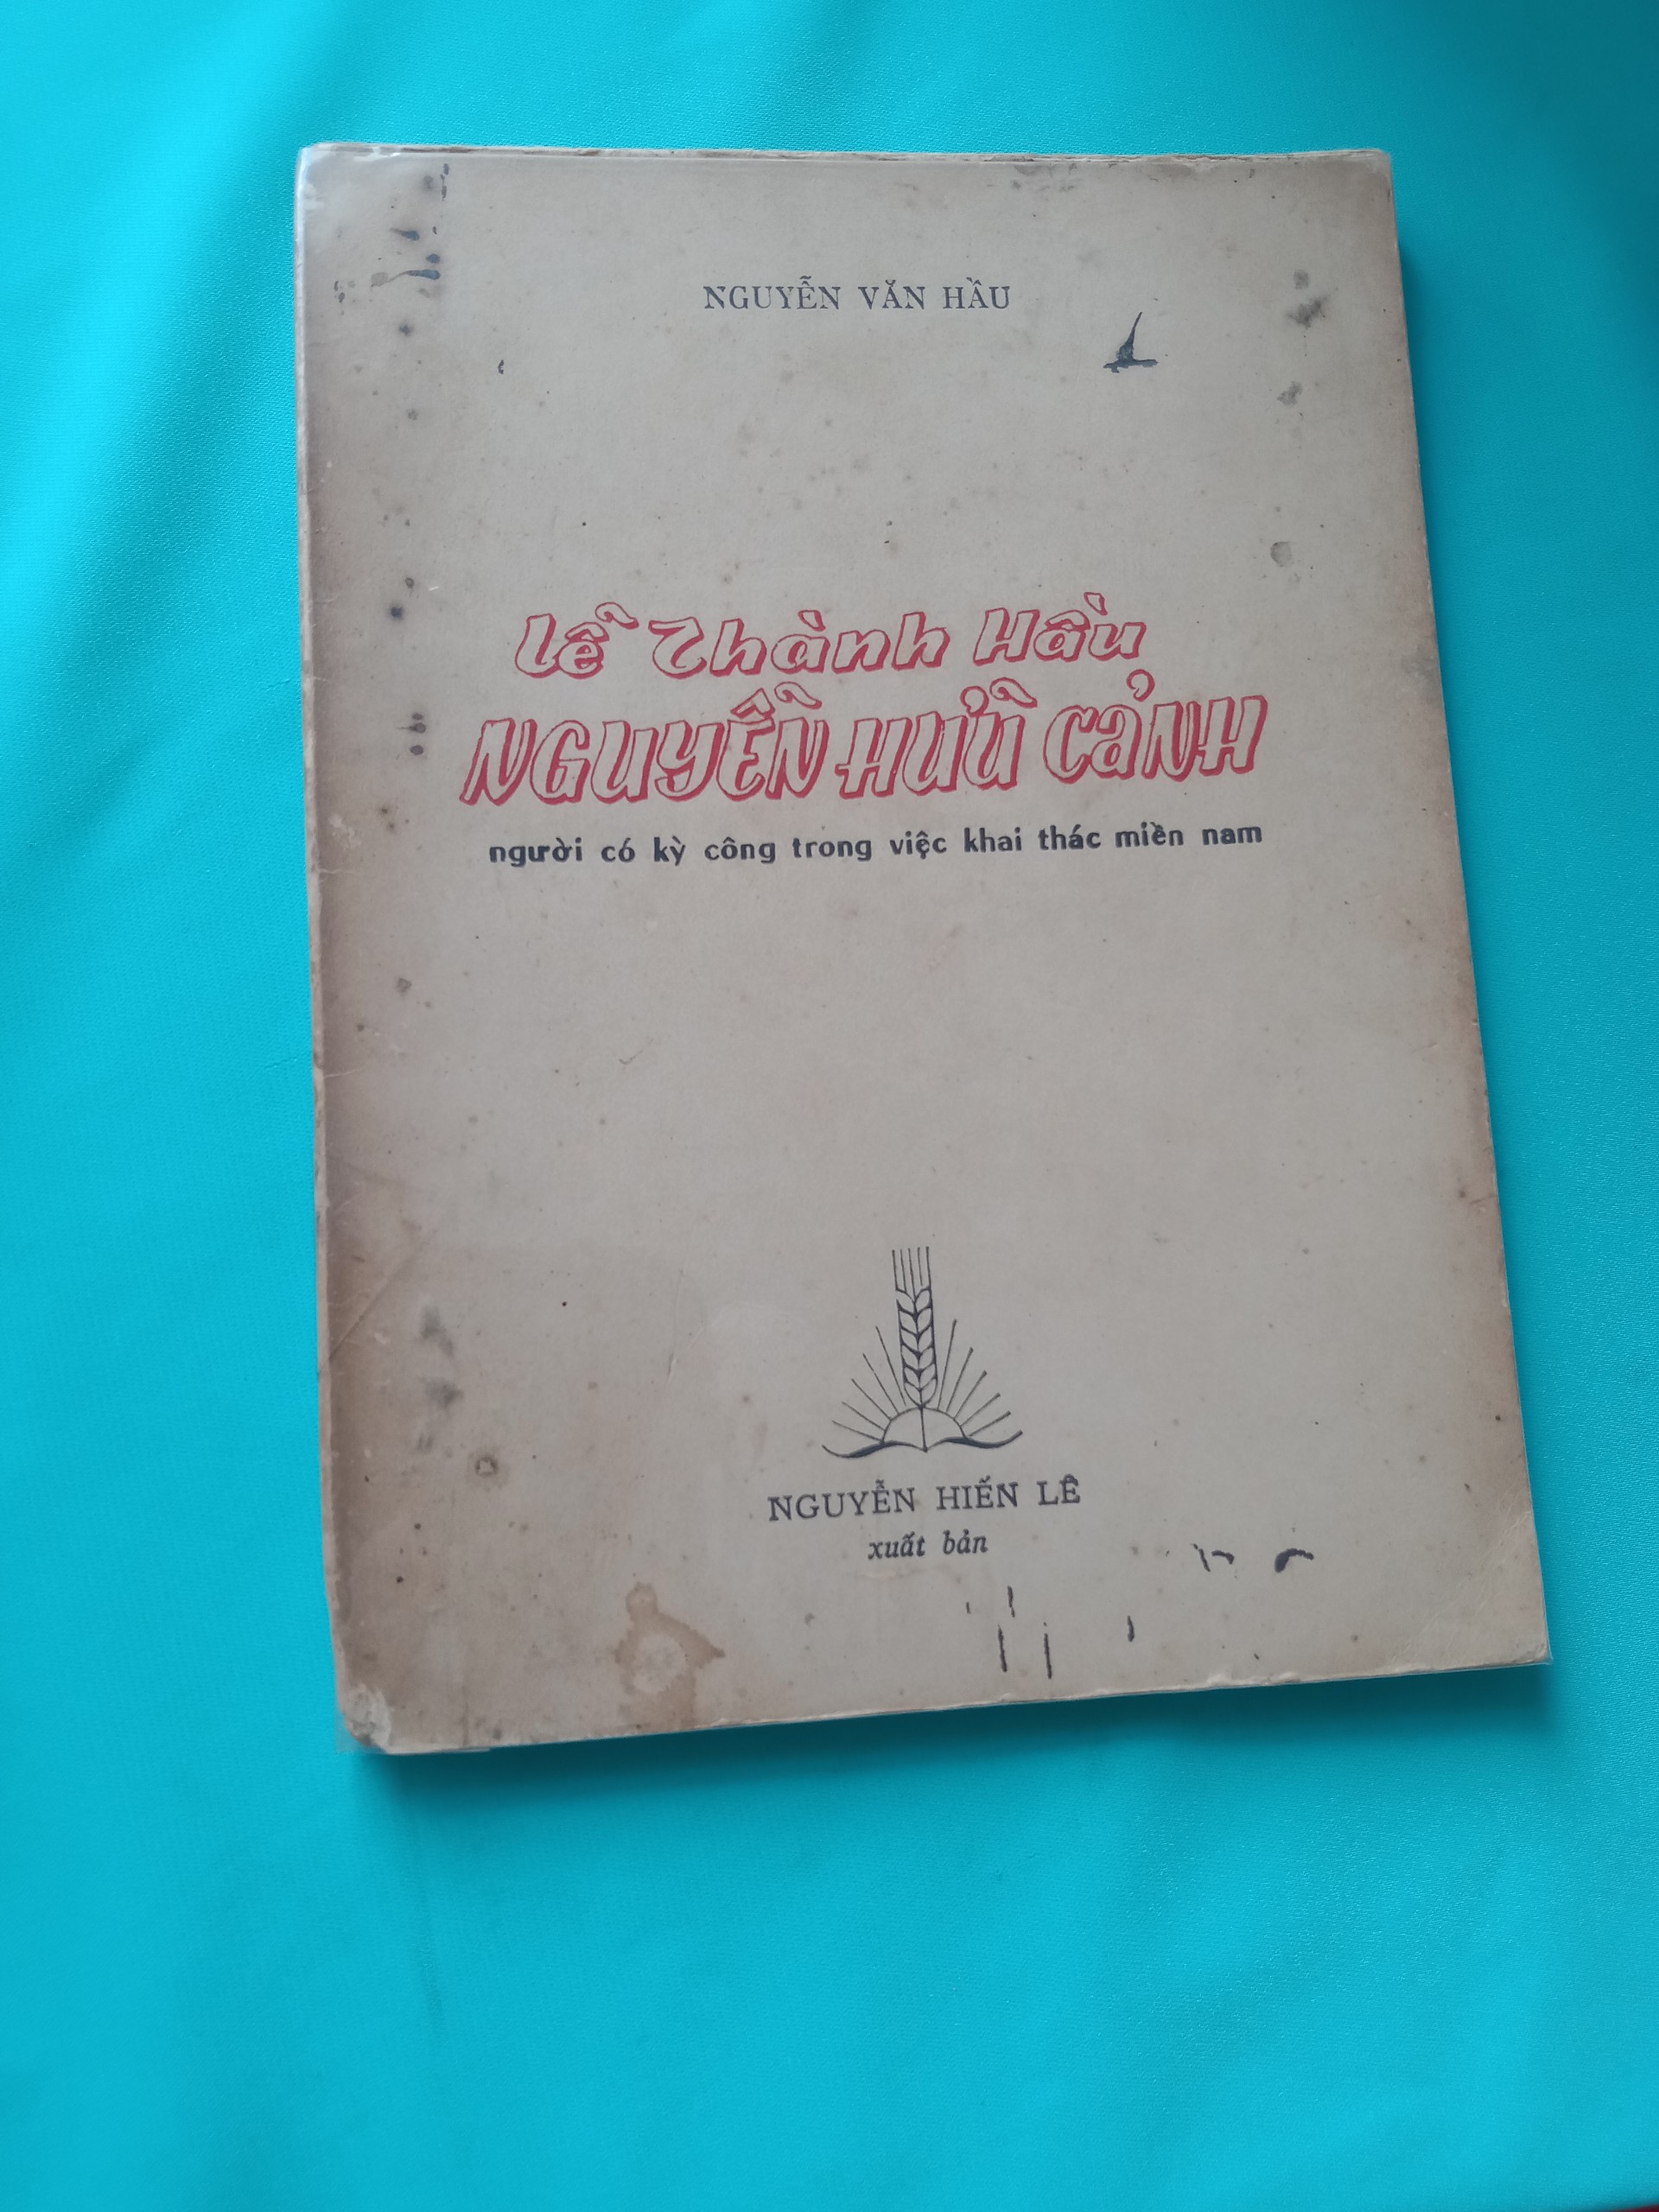 NGUYỄN VĂN HẦU
Lễ Thành Hầu
NGUYỄN HỮU CẢNH
người có kỳ công trong việc khai thác miền nam
NGUYỄN HIẾN LÊ
xuất bản